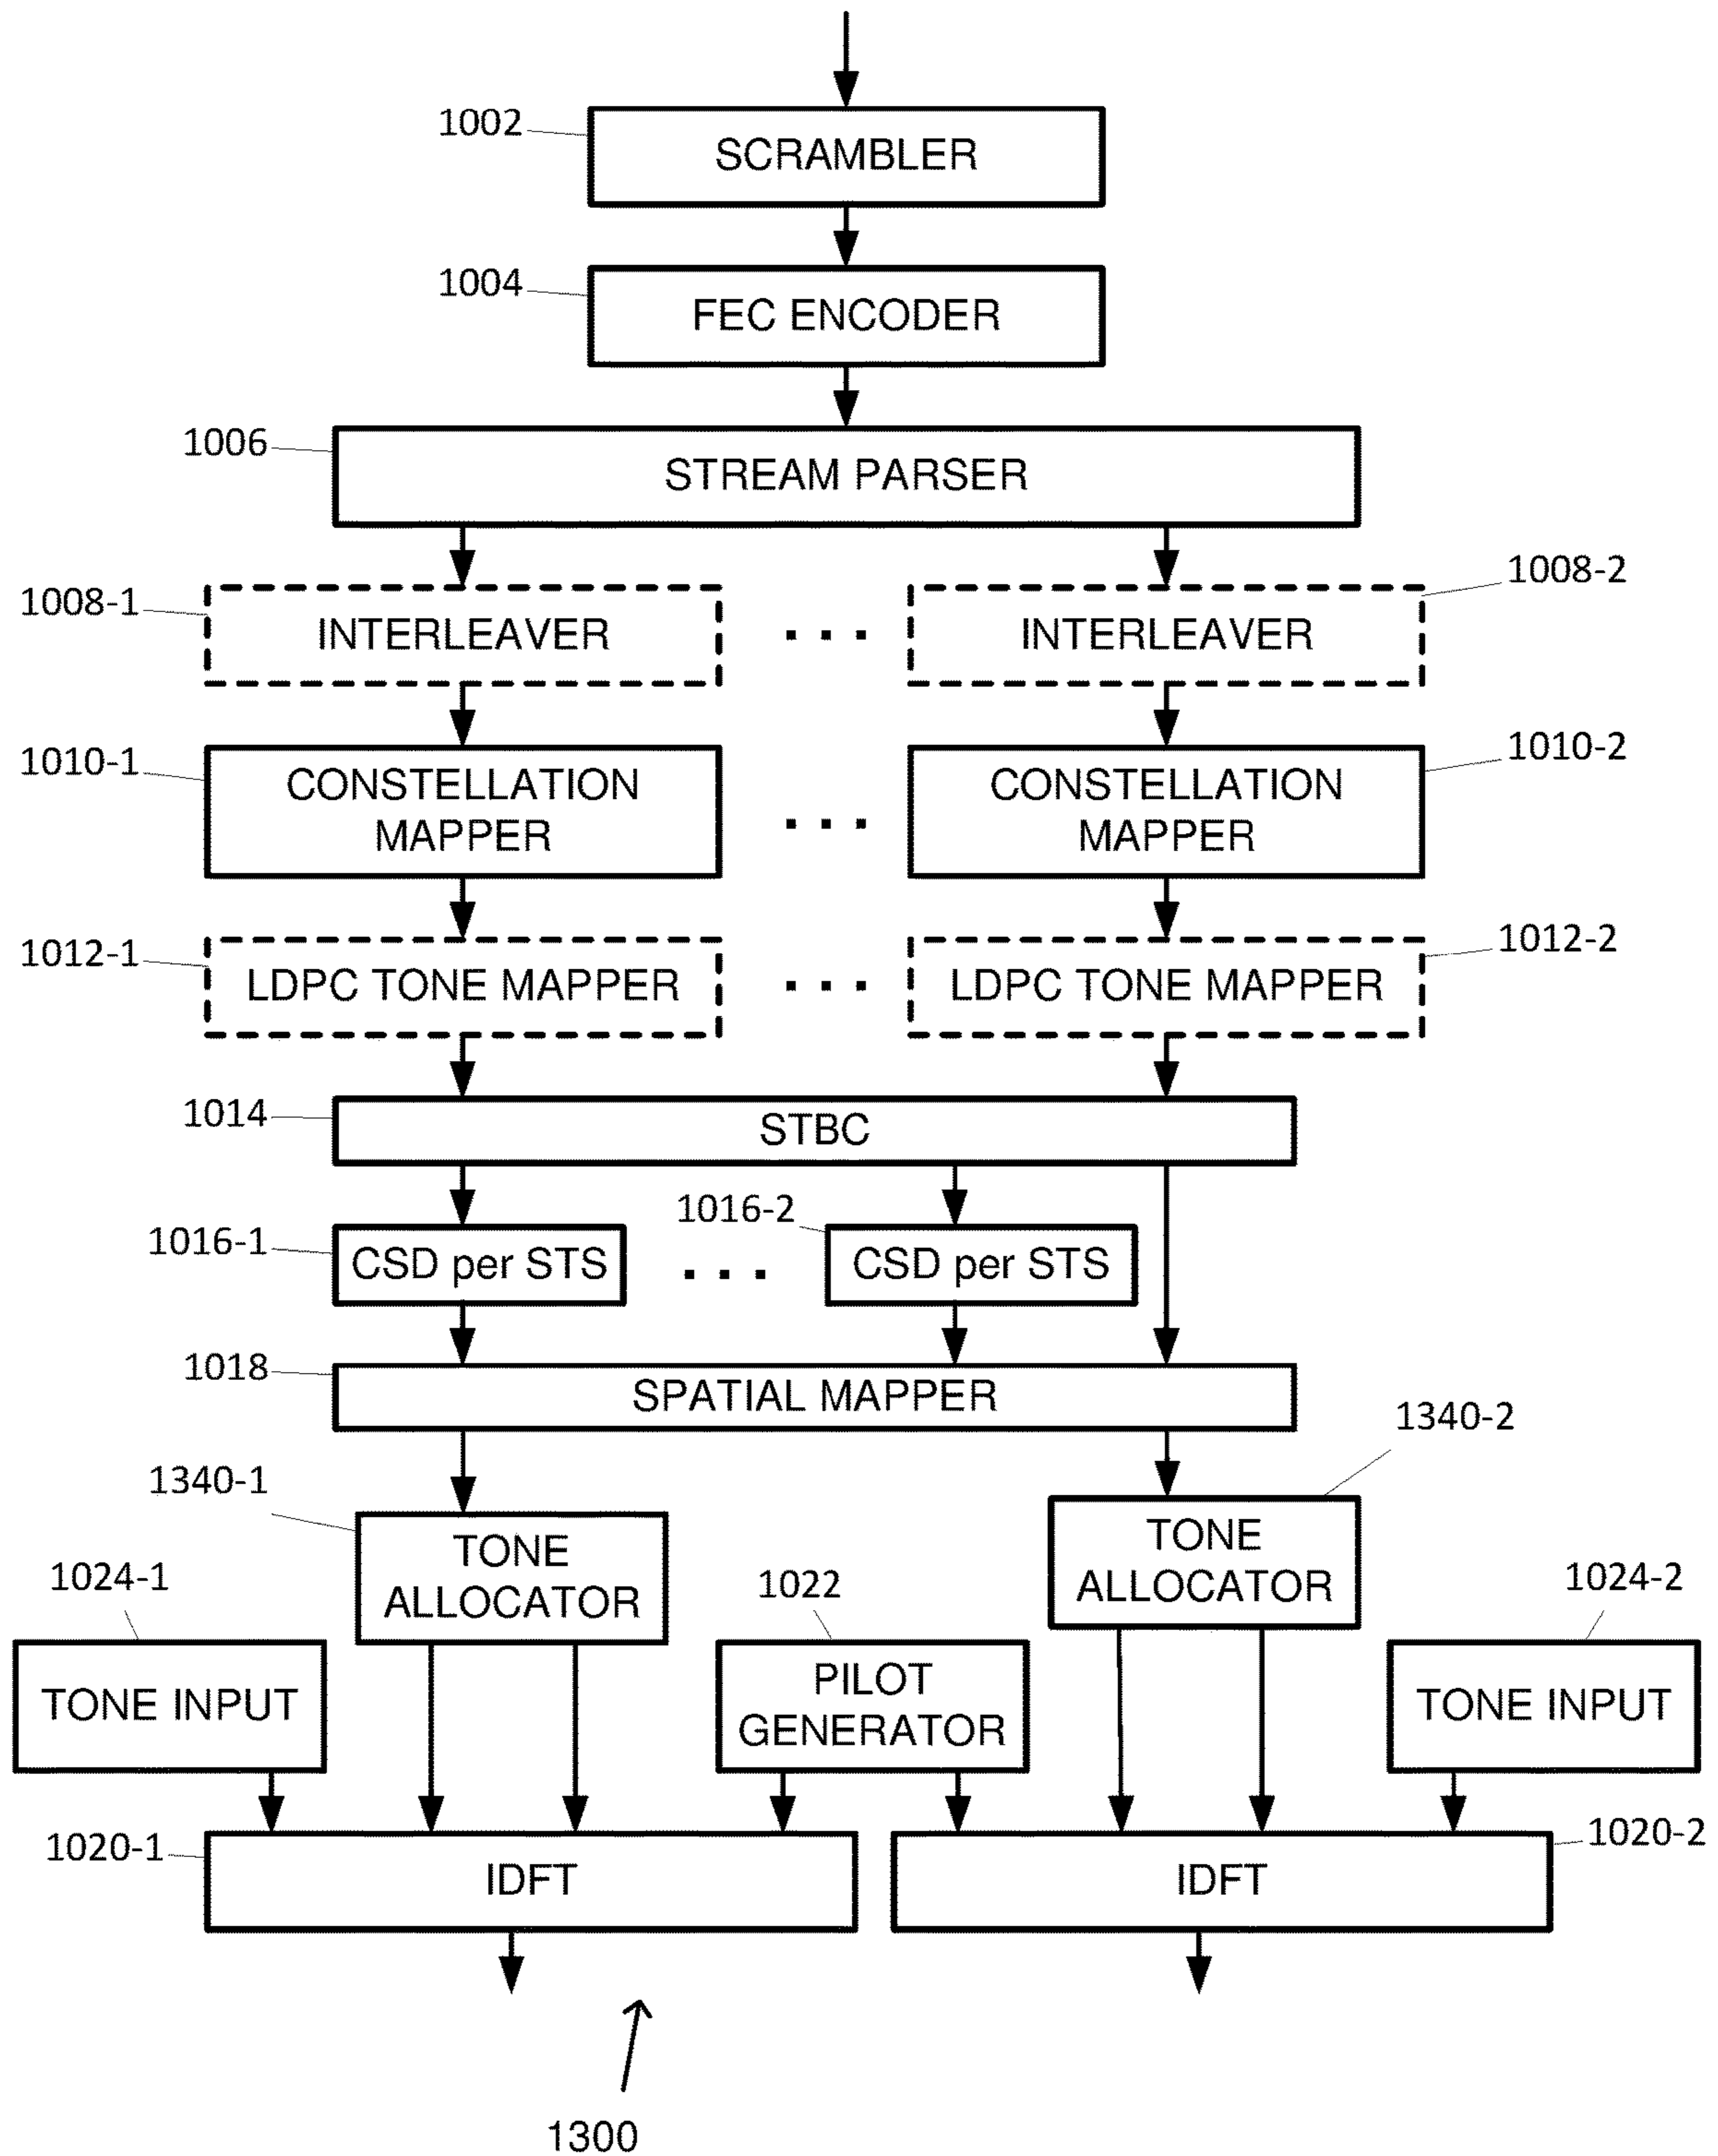 1002
SCRAMBLER
1004
FEC ENCODER
1006
STREAM PARSER
1008-1
INTERLEAVER
. . .
INTERLEAVER
1008-2
1010-1
CONSTELLATION
MAPPER
. . .
CONSTELLATION
MAPPER
1010-2
1012-1
LDPC TONE MAPPER
. . .
LDPC TONE MAPPER
1012-2
1014
STBC
1016-1
CSD per STS
. . .
1016-2
CSD per STS
1018
SPATIAL MAPPER
1340-1
TONE
ALLOCATOR
1340-2
TONE
ALLOCATOR
1024-1
TONE INPUT
1022
PILOT
GENERATOR
1024-2
TONE INPUT
1020-1
IDFT
IDFT
1020-2
1300